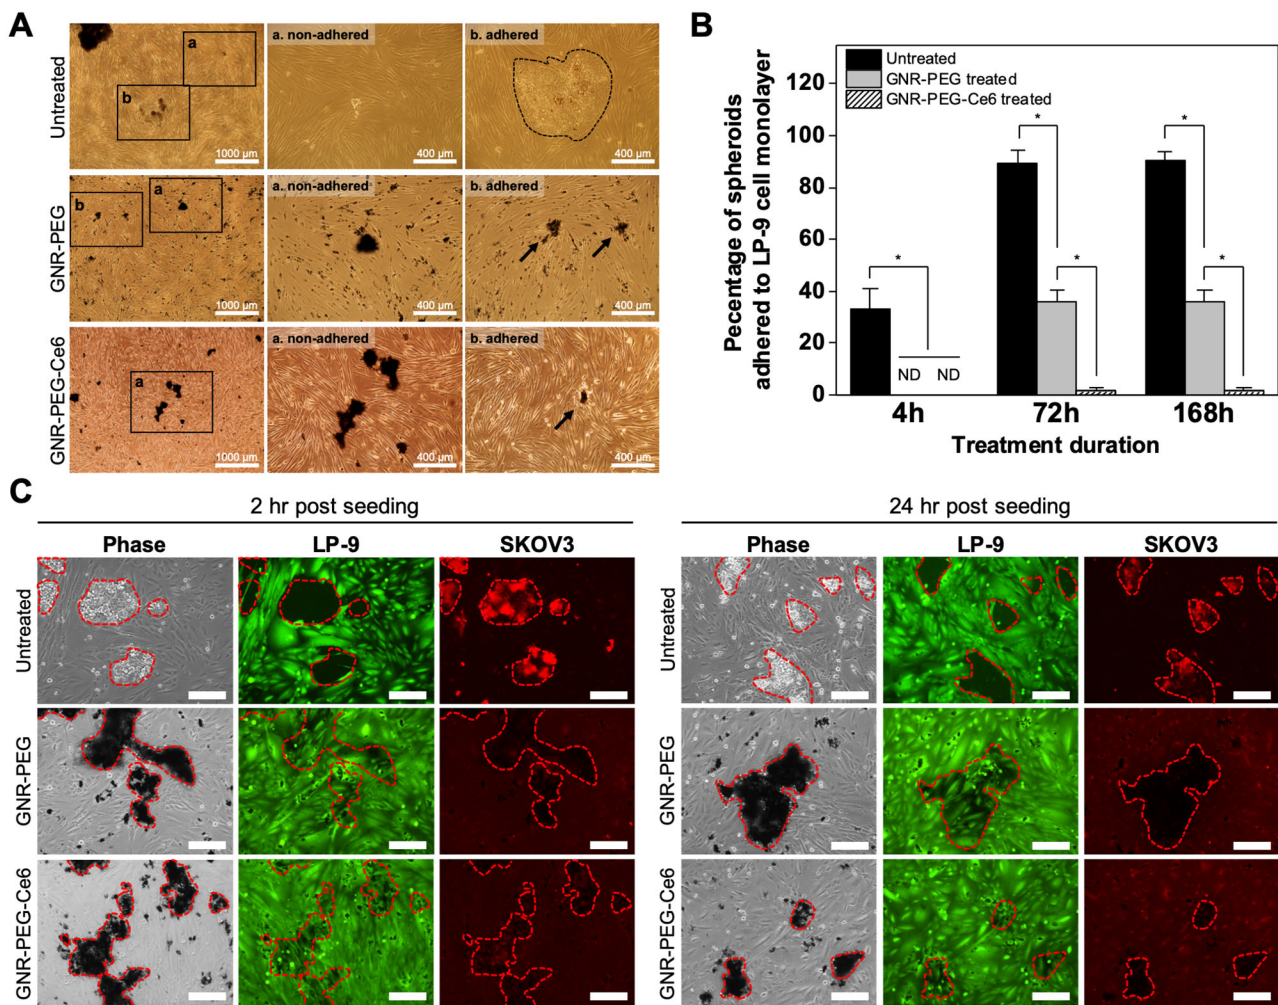 A
Untreated
a
b
1000 µm
a. non-adhered
400 µm
b. adhered
400 µm
GNR-PEG
b
a
1000 µm
a. non-adhered
400 µm
b. adhered
400 µm
GNR-PEG-Ce6
a
1000 µm
a. non-adhered
400 µm
b. adhered
400 µm
B
Pecentage of spheroids
adhered to LP-9 cell monolayer
120
100
80
60
40
20
0
Untreated
GNR-PEG treated
GNR-PEG-Ce6 treated
*
*
*
*
*
ND ND
4h 72h 168h
Treatment duration
C
2 hr post seeding
Phase LP-9 SKOV3
Untreated
GNR-PEG
GNR-PEG-Ce6
24 hr post seeding
Phase LP-9 SKOV3
Untreated
GNR-PEG
GNR-PEG-Ce6